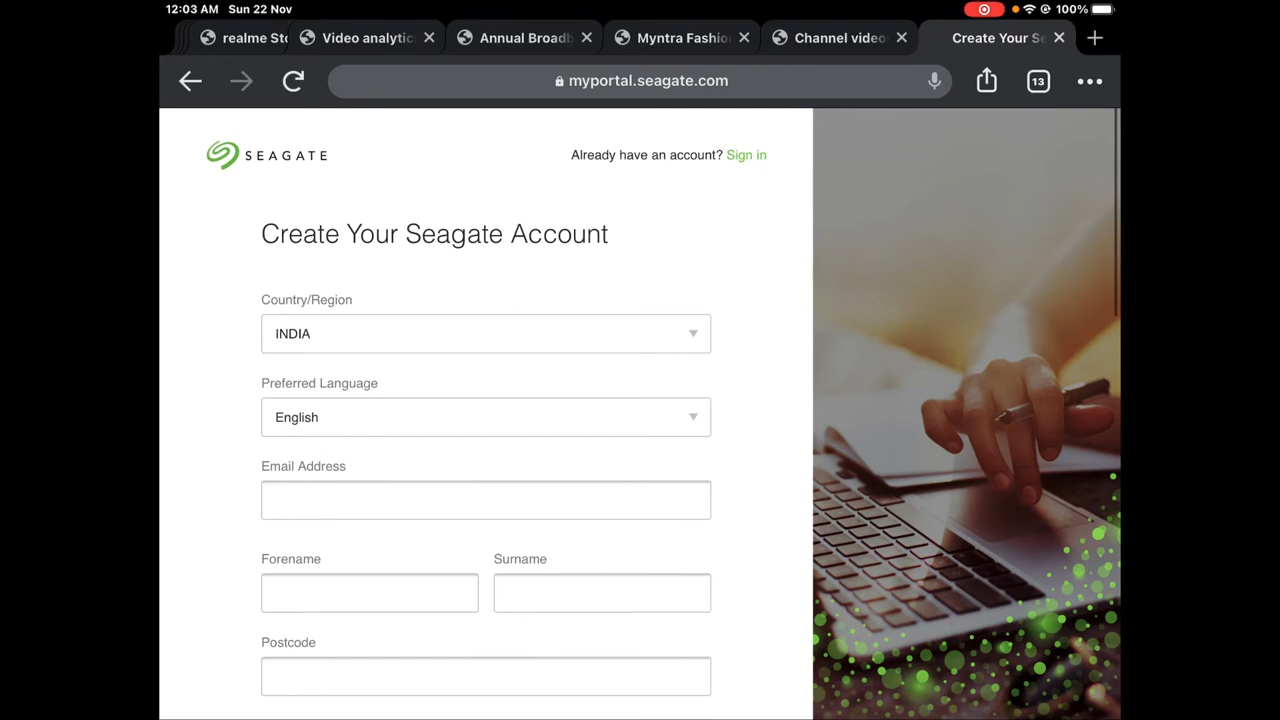 12:03 AM Sun 22 Nov
100%
realme Sto
Video analytic
Annual Broadb
Myntra Fashio
Channel video
Create Your Se
myportal.seagate.com
13
SEAGATE
Already have an account? Sign in
Create Your Seagate Account
Country/Region
INDIA
Preferred Language
English
Email Address
Forename
Surname
Postcode